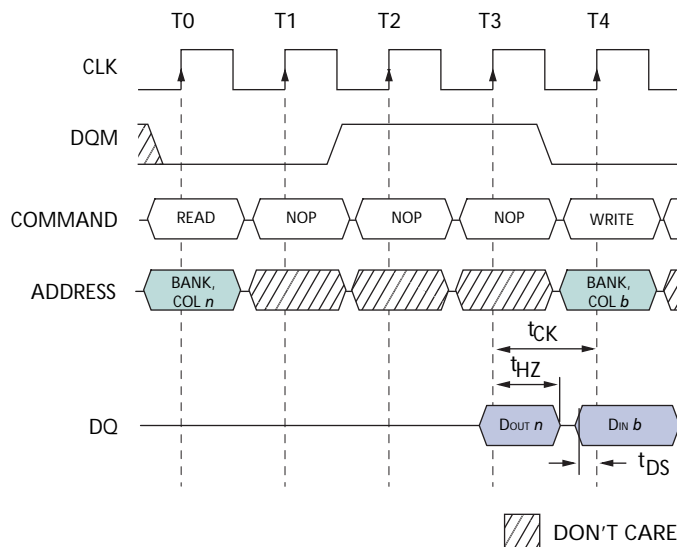 T0 T1 T2 T3 T4
CLK
DQM
COMMAND READ NOP NOP NOP WRITE
ADDRESS BANK, COL n BANK, COL b
tCK
tHZ
DQ DOUT n DIN b
tDS
DON'T CARE